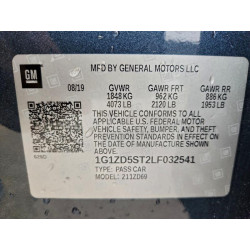 GM
MFD BY GENERAL MOTORS LLC
08/19
GVWR GAWR FRT GAWR RR
1848 KG 962 KG 886 KG
4073 LB 2120 LB 1953 LB
THIS VEHICLE CONFORMS TO ALL APPLICABLE
U.S. FEDERAL MOTOR
VEHICLE SAFETY, BUMPER, AND THEFT
PREVENTION STANDARDS IN EFFECT ON THE
DATE OF MANUFACTURE SHOWN ABOVE.
1G1ZD5ST2LF032541
TYPE: PASS CAR
MODEL: 211ZD69